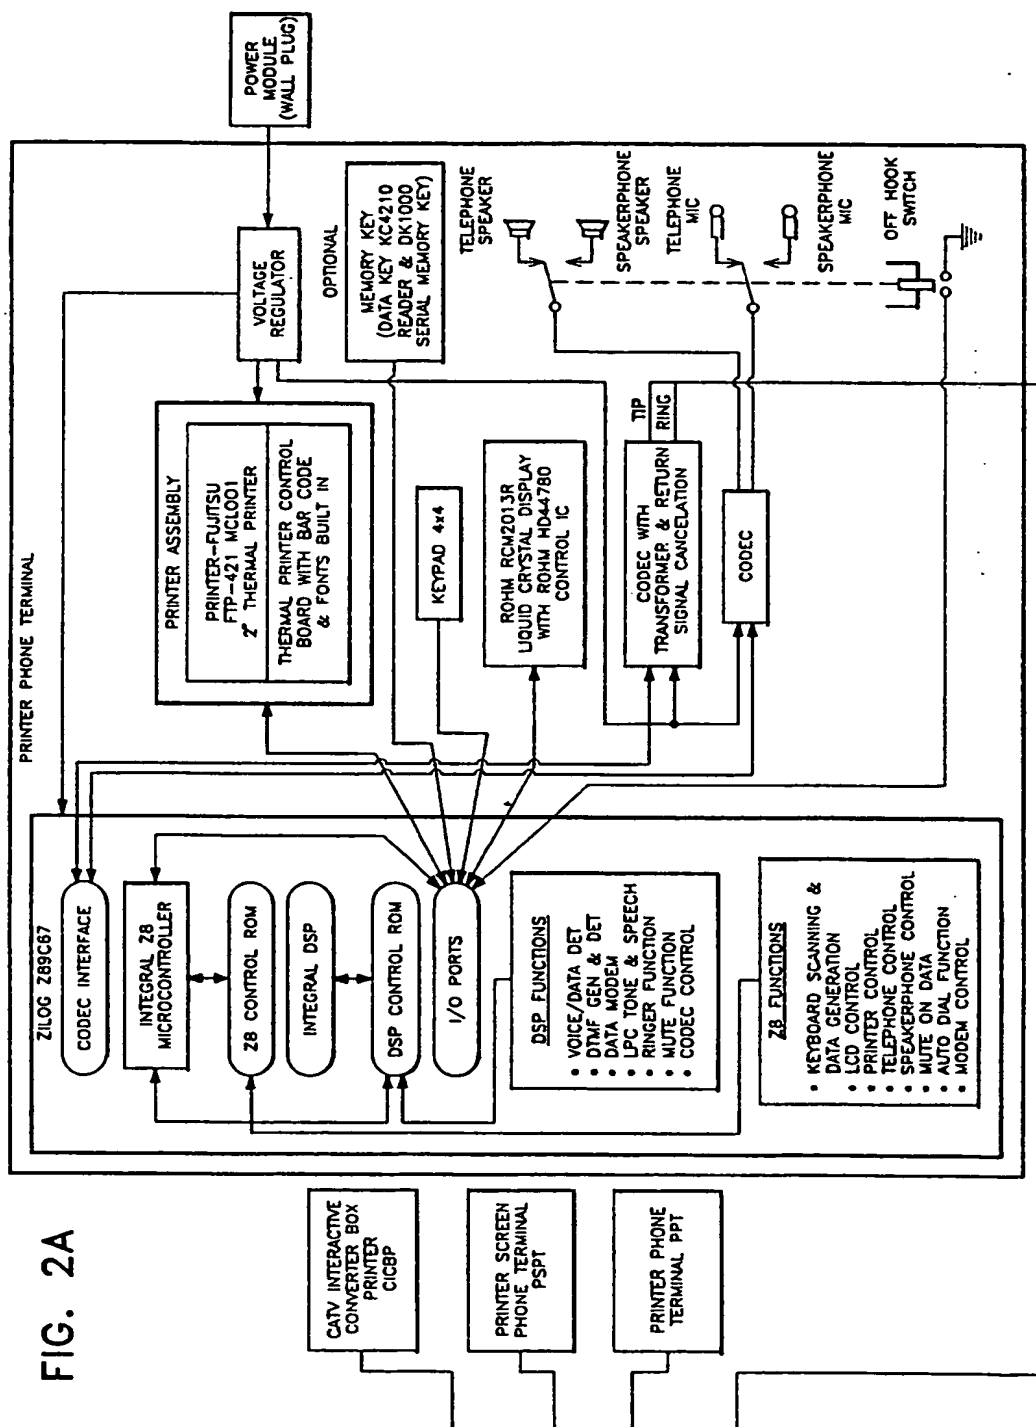 FIG. 2A
PRINTER PHONE TERMINAL
POWER
MODULE
(WALL PLUG)
VOLTAGE
REGULATOR
OPTIONAL
MEMORY KEY
(DATA KEY KC4210
READER & DK1000
SERIAL MEMORY KEY)
PRINTER ASSEMBLY
PRINTER-FUJITSU
FTP-421 MCL001
2" THERMAL PRINTER
THERMAL PRINTER CONTROL
BOARD WITH BAR CODE
& FONTS BUILT IN
KEYPAD 4x4
ROHM RCM2013R
LIQUID CRYSTAL DISPLAY
WITH ROHM HD44780
CONTROL IC
CODEC WITH
TRANSFORMER & RETURN
SIGNAL CANCELATION
TIP
RING
CODEC
TELEPHONE
SPEAKER
SPEAKERPHONE
SPEAKER
TELEPHONE
MIC
SPEAKERPHONE
MIC
OFF HOOK
SWITCH
ZILOG Z89C67
CODEC INTERFACE
INTEGRAL Z8
MICROCONTROLLER
Z8 CONTROL ROM
INTEGRAL DSP
DSP CONTROL ROM
I/O PORTS
DSP FUNCTIONS
• VOICE/DATA DET
• DTMF GEN & DET
• DATA MODEM
• LPC TONE & SPEECH
• RINGER FUNCTION
• MUTE FUNCTION
• CODEC CONTROL
Z8 FUNCTIONS
• KEYBOARD SCANNING &
DATA GENERATION
• LCD CONTROL
• PRINTER CONTROL
• TELEPHONE CONTROL
• SPEAKERPHONE CONTROL
• MUTE ON DATA
• AUTO DIAL FUNCTION
• MODEM CONTROL
CATV INTERACTIVE
CONVERTER BOX
PRINTER
CICBP
PRINTER SCREEN
PHONE TERMINAL
PSPT
PRINTER PHONE
TERMINAL PPT